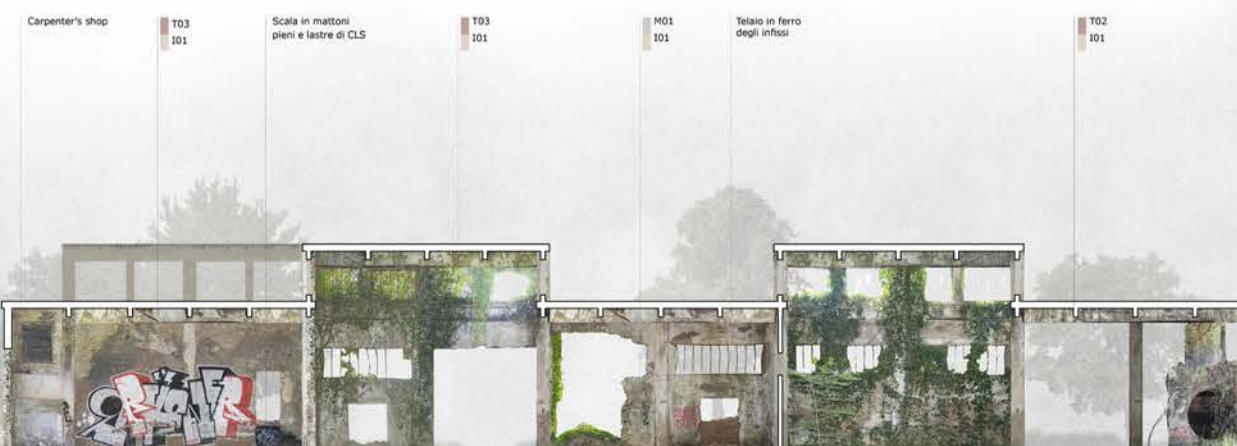 Carpenter's shop
T03
I01
Scala in mattoni
pieni e lastre di CLS
T03
I01
M01
I01
Telaio in ferro
degli infissi
T02
I01